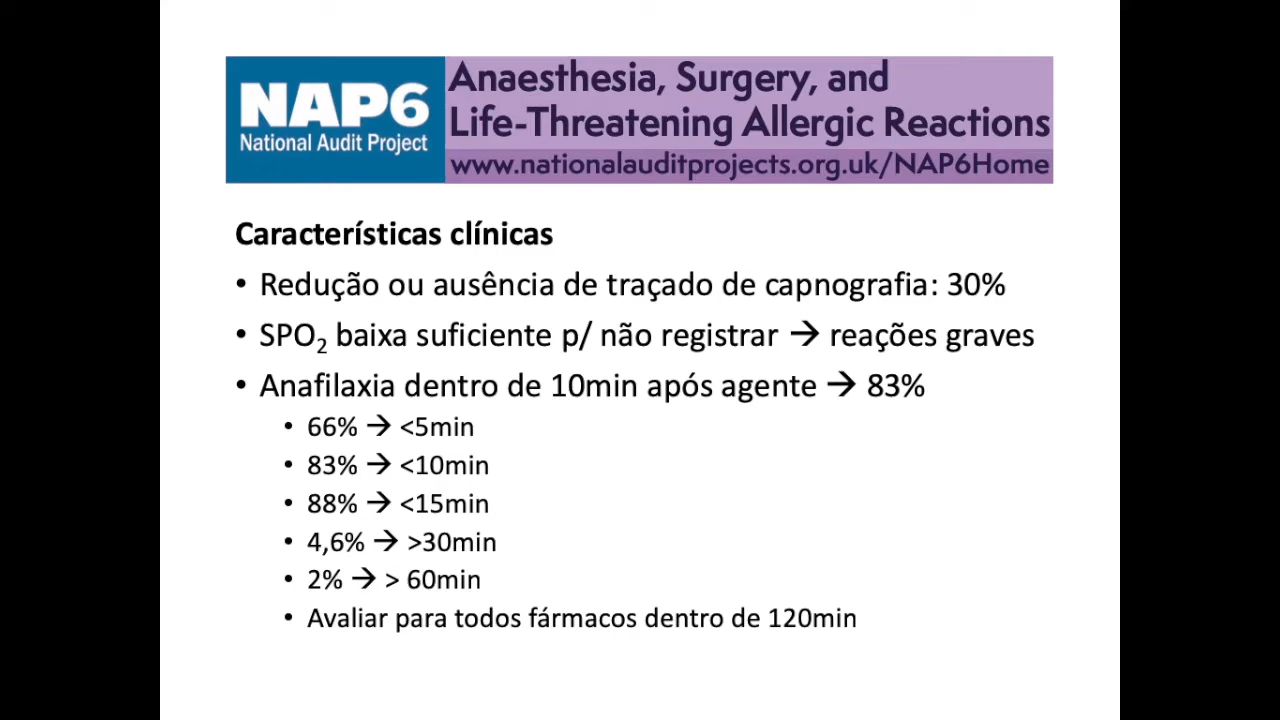 NAP6
National Audit Project
Anaesthesia, Surgery, and
Life-Threatening Allergic Reactions
www.nationalauditprojects.org.uk/NAP6Home
Características clínicas
• Redução ou ausência de traçado de capnografia: 30%
• SPO₂ baixa suficiente p/ não registrar → reações graves
• Anafilaxia dentro de 10min após agente → 83%
• 66% → <5min
• 83% → <10min
• 88% → <15min
• 4,6% → >30min
• 2% → > 60min
• Avaliar para todos fármacos dentro de 120min